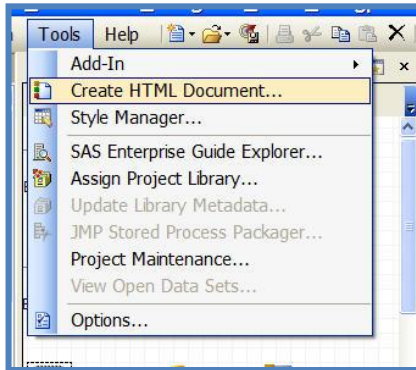 Tools Help
Add-In
Create HTML Document...
Style Manager...
SAS Enterprise Guide Explorer...
Assign Project Library...
Update Library Metadata...
JMP Stored Process Packager...
Project Maintenance...
View Open Data Sets...
Options...